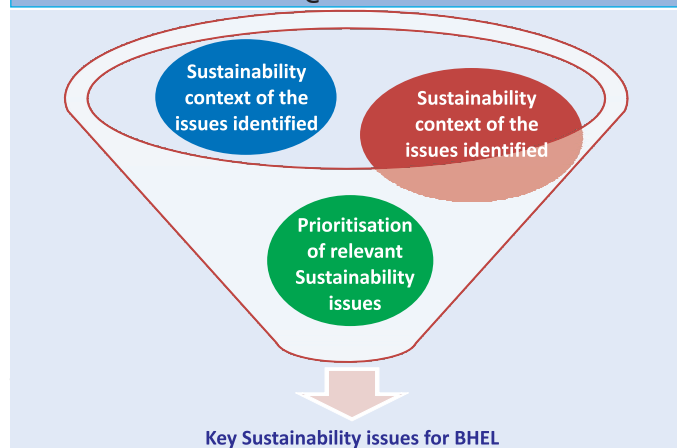 Sustainability
context of the
issues identified
Sustainability
context of the
issues identified
Prioritisation
of relevant
Sustainability
issues
Key Sustainability issues for BHEL